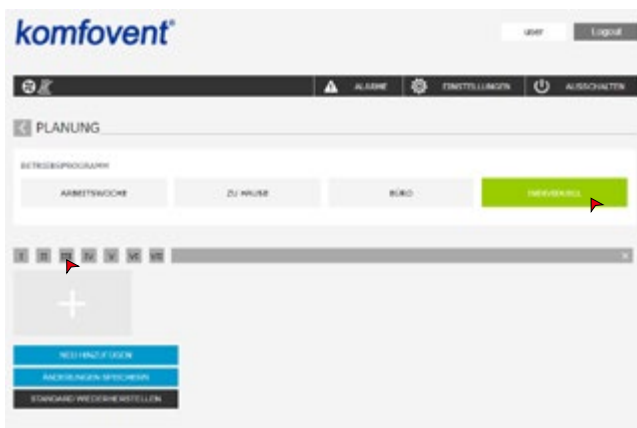 komfovent®
user Logout
ALARME EINSTELLUNGEN AUSSCHALTEN
PLANUNG
BETRIEBSPROGRAMM
ARBEITSWOCHE ZU HAUSE BÜRO INDIVIDUELL
I II III IV V VI VII ×
+
NEU HINZUFÜGEN
ÄNDERUNGEN SPEICHERN
STANDARD WIEDERHERSTELLEN